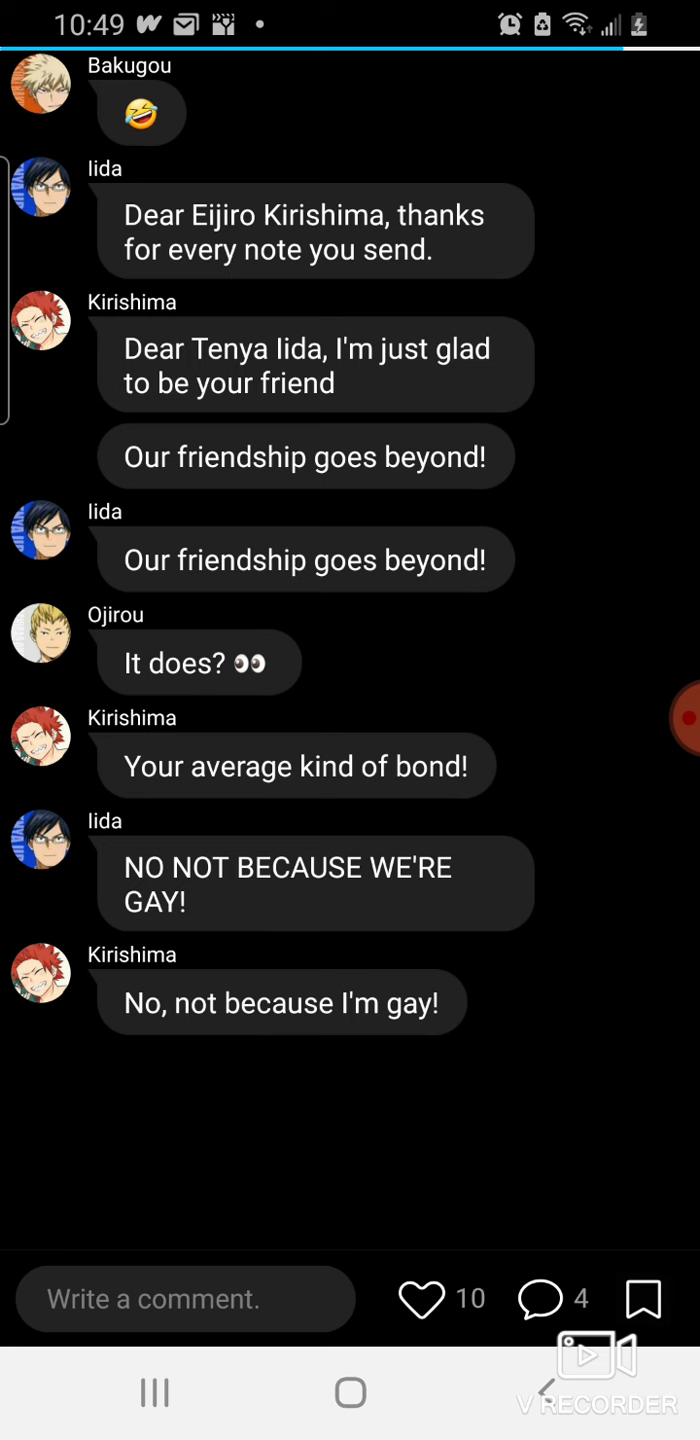 10:49
Bakugou
🤣
Iida
Dear Eijiro Kirishima, thanks
for every note you send.
Kirishima
Dear Tenya Iida, I'm just glad
to be your friend
Our friendship goes beyond!
Iida
Our friendship goes beyond!
Ojirou
It does? 👀
Kirishima
Your average kind of bond!
Iida
NO NOT BECAUSE WE'RE
GAY!
Kirishima
No, not because I'm gay!
Write a comment.
10
4
V RECORDER